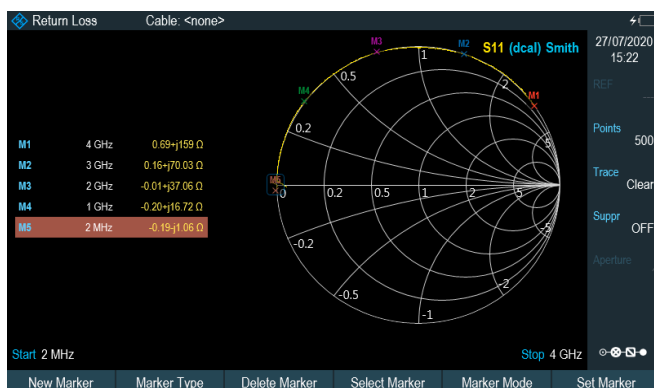 Return Loss Cable: <none>
27/07/2020
15:22
S11 (dcal) Smith
REF
Points
500
Trace
Clear
Suppr
OFF
Aperture
M1 4 GHz 0.69+j159 Ω
M2 3 GHz 0.16+j70.03 Ω
M3 2 GHz -0.01+j37.06 Ω
M4 1 GHz -0.20+j16.72 Ω
M5 2 MHz -0.19-j1.06 Ω
M3
M2
M1
M4
M5
1
0.5
2
0.2
5
0 0.2 0.5 1 2 5
-0.2
-5
-0.5
-2
-1
Start 2 MHz Stop 4 GHz
New Marker Marker Type Delete Marker Select Marker Marker Mode Set Marker